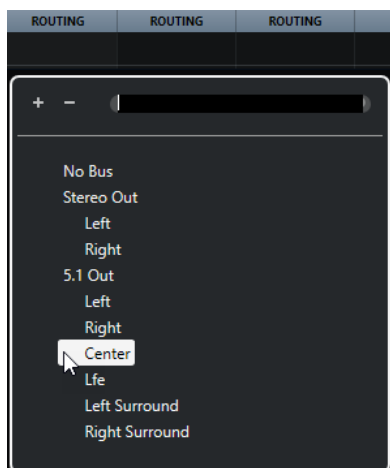 ROUTING ROUTING ROUTING
+ −
No Bus
Stereo Out
Left
Right
5.1 Out
Left
Right
Center
Lfe
Left Surround
Right Surround